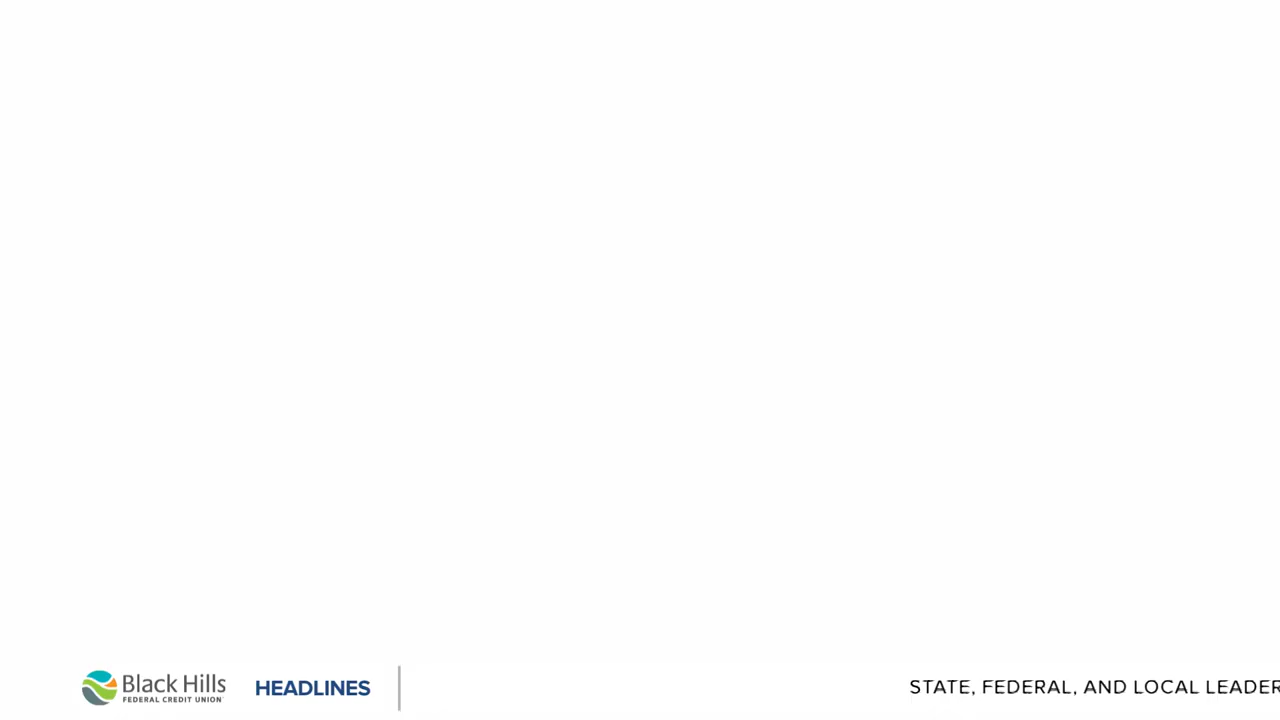 Black Hills
FEDERAL CREDIT UNION
HEADLINES
STATE, FEDERAL, AND LOCAL LEADER